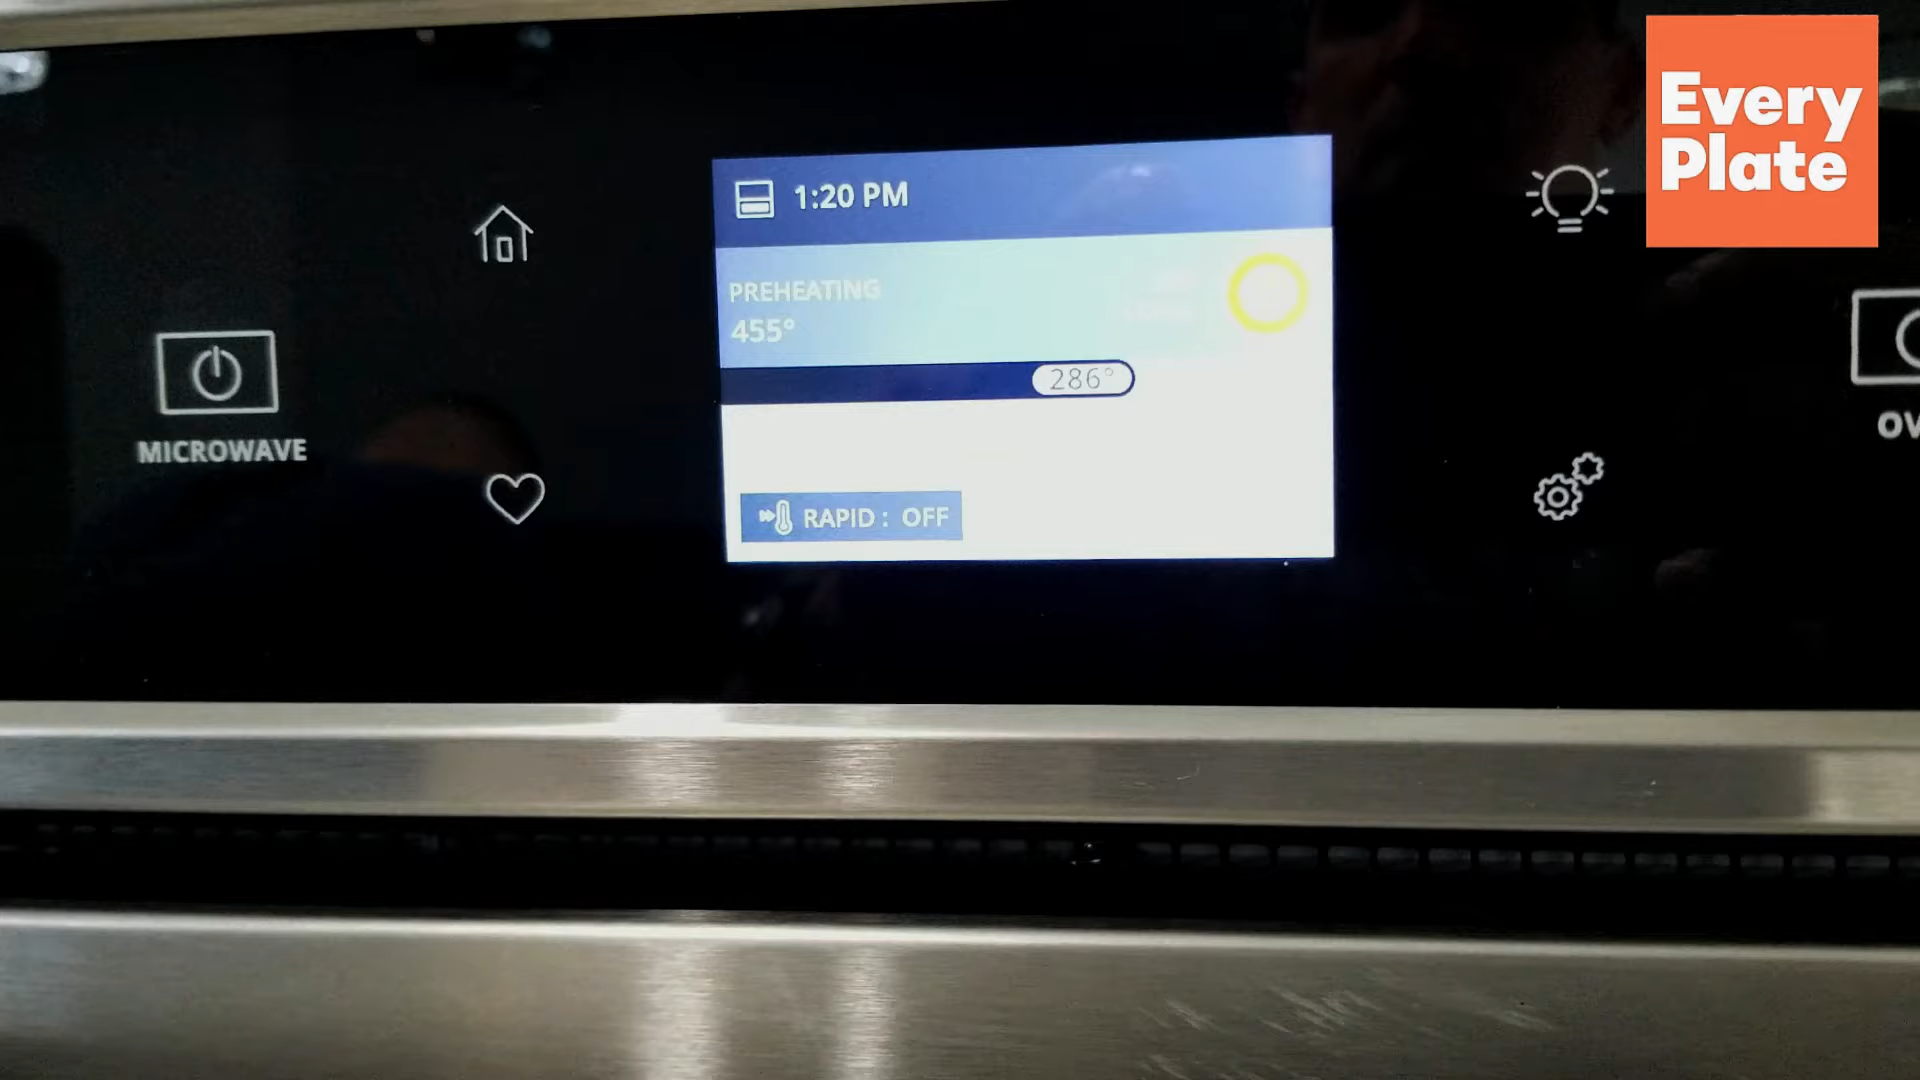 Every
Plate
1:20 PM
PREHEATING
455°
286°
RAPID: OFF
MICROWAVE